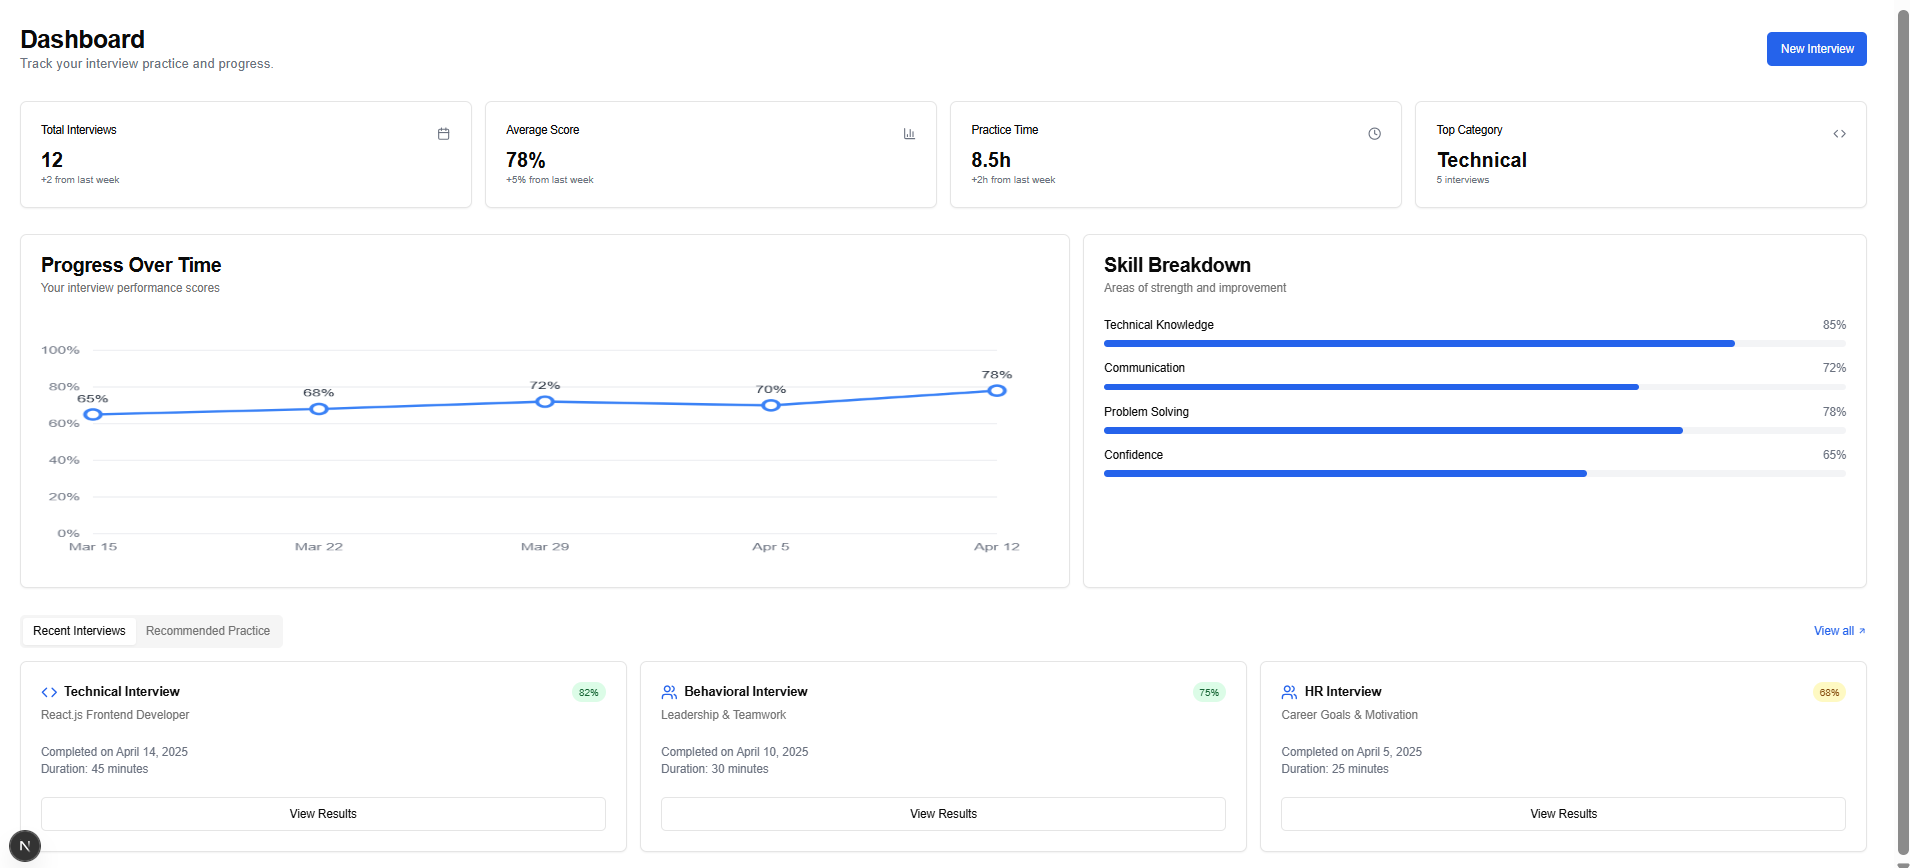 Dashboard
Track your interview practice and progress.
New Interview
Total Interviews
12
+2 from last week
Average Score
78%
+5% from last week
Practice Time
8.5h
+2h from last week
Top Category
Technical
5 interviews
Progress Over Time
Your interview performance scores
100%
80%
60%
40%
20%
0%
65%
68%
72%
70%
78%
Mar 15
Mar 22
Mar 29
Apr 5
Apr 12
Skill Breakdown
Areas of strength and improvement
Technical Knowledge
85%
Communication
72%
Problem Solving
78%
Confidence
65%
Recent Interviews
Recommended Practice
View all
Technical Interview
82%
React.js Frontend Developer
Completed on April 14, 2025
Duration: 45 minutes
View Results
Behavioral Interview
75%
Leadership & Teamwork
Completed on April 10, 2025
Duration: 30 minutes
View Results
HR Interview
68%
Career Goals & Motivation
Completed on April 5, 2025
Duration: 25 minutes
View Results
N